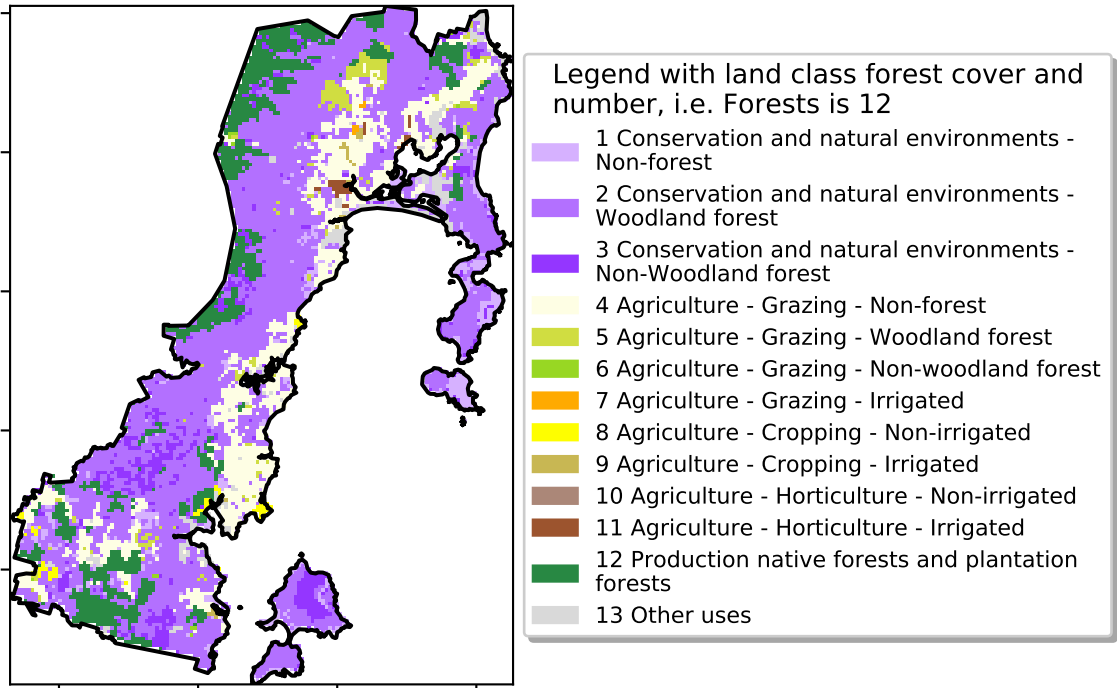 Legend with land class forest cover and
number, i.e. Forests is 12
1 Conservation and natural environments -
Non-forest
2 Conservation and natural environments -
Woodland forest
3 Conservation and natural environments -
Non-Woodland forest
4 Agriculture - Grazing - Non-forest
5 Agriculture - Grazing - Woodland forest
6 Agriculture - Grazing - Non-woodland forest
7 Agriculture - Grazing - Irrigated
8 Agriculture - Cropping - Non-irrigated
9 Agriculture - Cropping - Irrigated
10 Agriculture - Horticulture - Non-irrigated
11 Agriculture - Horticulture - Irrigated
12 Production native forests and plantation
forests
13 Other uses